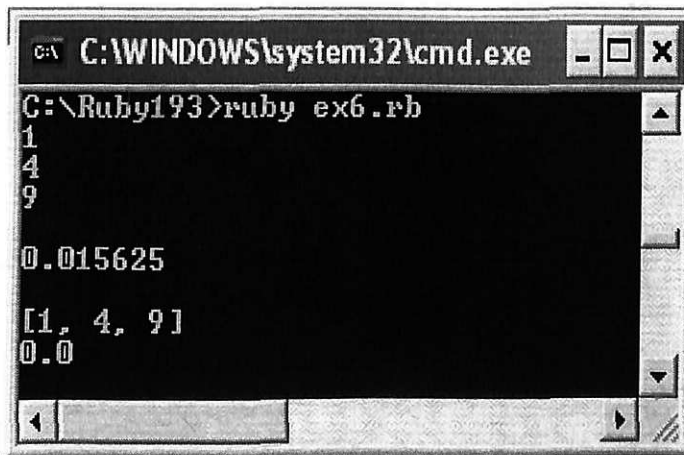 C:\WINDOWS\system32\cmd.exe
C:\Ruby193>ruby ex6.rb
1
4
9
0.015625
[1, 4, 9]
0.0